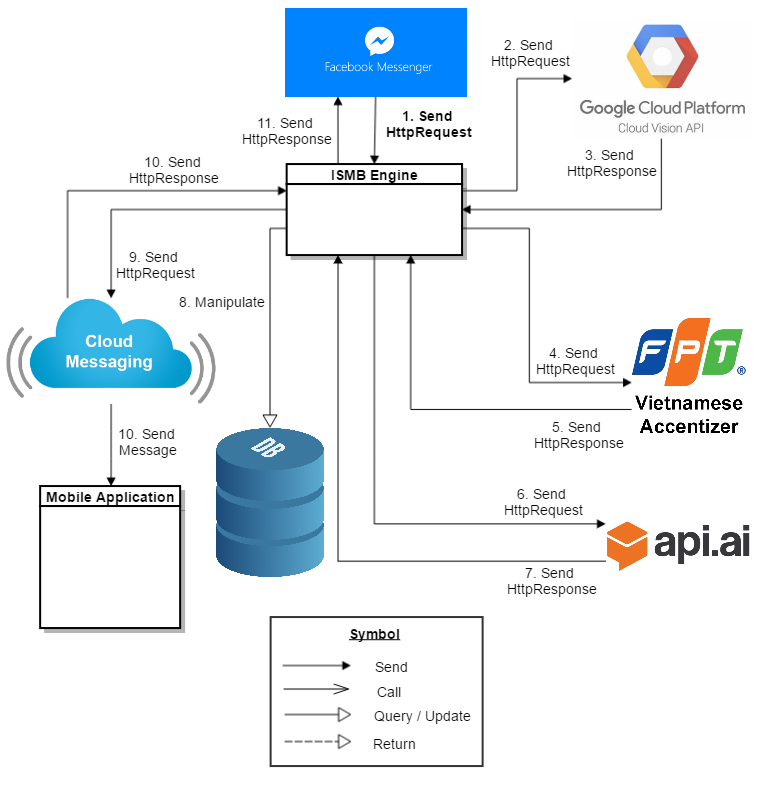 Facebook Messenger
2. Send
HttpRequest
Google Cloud Platform
Cloud Vision API
11. Send
HttpResponse
1. Send
HttpRequest
10. Send
HttpResponse
3. Send
HttpResponse
ISMB Engine
9. Send
HttpRequest
8. Manipulate
Cloud
Messaging
4. Send
HttpRequest
FPT®
Vietnamese
Accentizer
5. Send
HttpResponse
10. Send
Message
DB
Mobile Application
6. Send
HttpRequest
api.ai
7. Send
HttpResponse
Symbol
Send
Call
Query / Update
Return